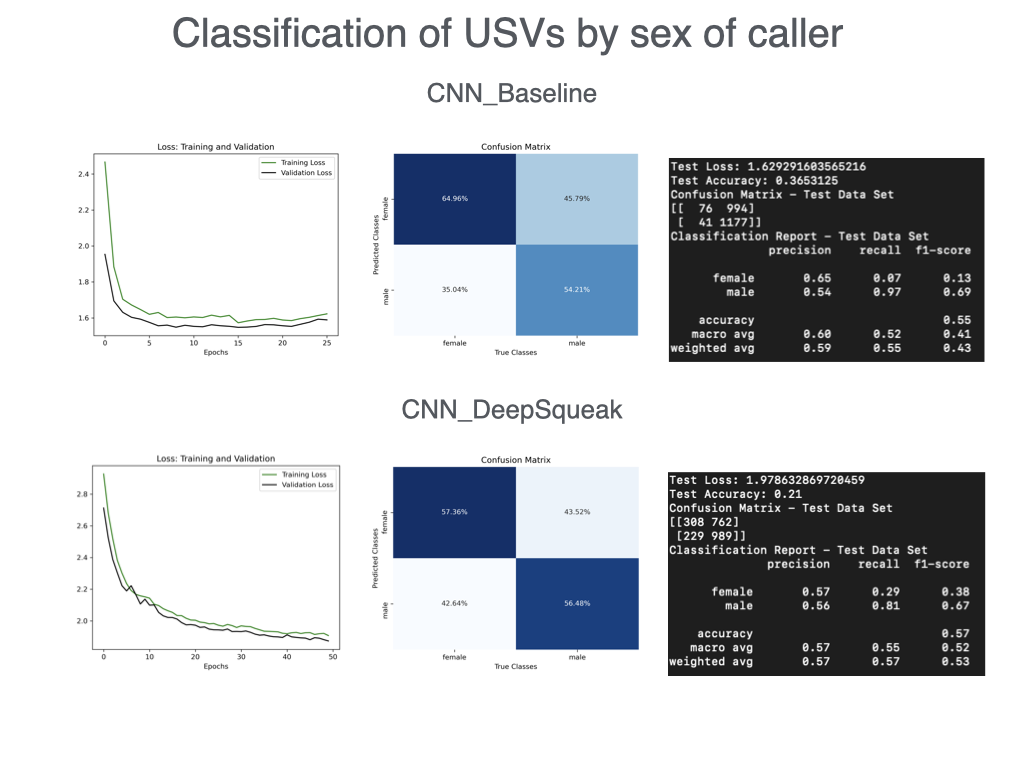 Classification of USVs by sex of caller
CNN_Baseline
Loss: Training and Validation
Training Loss
Validation Loss
2.4
2.2
2.0
1.8
1.6
0 5 10 15 20 25
Epochs
Confusion Matrix
Predicted Classes
female
male
64.96% 45.79%
35.04% 54.21%
female male
True Classes
Test Loss: 1.629291603565216
Test Accuracy: 0.3653125
Confusion Matrix - Test Data Set
[[ 76 994]
[ 41 1177]]
Classification Report - Test Data Set
precision recall f1-score
female 0.65 0.07 0.13
male 0.54 0.97 0.69
accuracy 0.55
macro avg 0.60 0.52 0.41
weighted avg 0.59 0.55 0.43
CNN_DeepSqueak
Loss: Training and Validation
Training Loss
Validation Loss
2.8
2.6
2.4
2.2
2.0
0 10 20 30 40 50
Epochs
Confusion Matrix
Predicted Classes
female
male
57.36% 43.52%
42.64% 56.48%
female male
True Classes
Test Loss: 1.978632869720459
Test Accuracy: 0.21
Confusion Matrix - Test Data Set
[[308 762]
[229 989]]
Classification Report - Test Data Set
precision recall f1-score
female 0.57 0.29 0.38
male 0.56 0.81 0.67
accuracy 0.57
macro avg 0.57 0.55 0.52
weighted avg 0.57 0.57 0.53